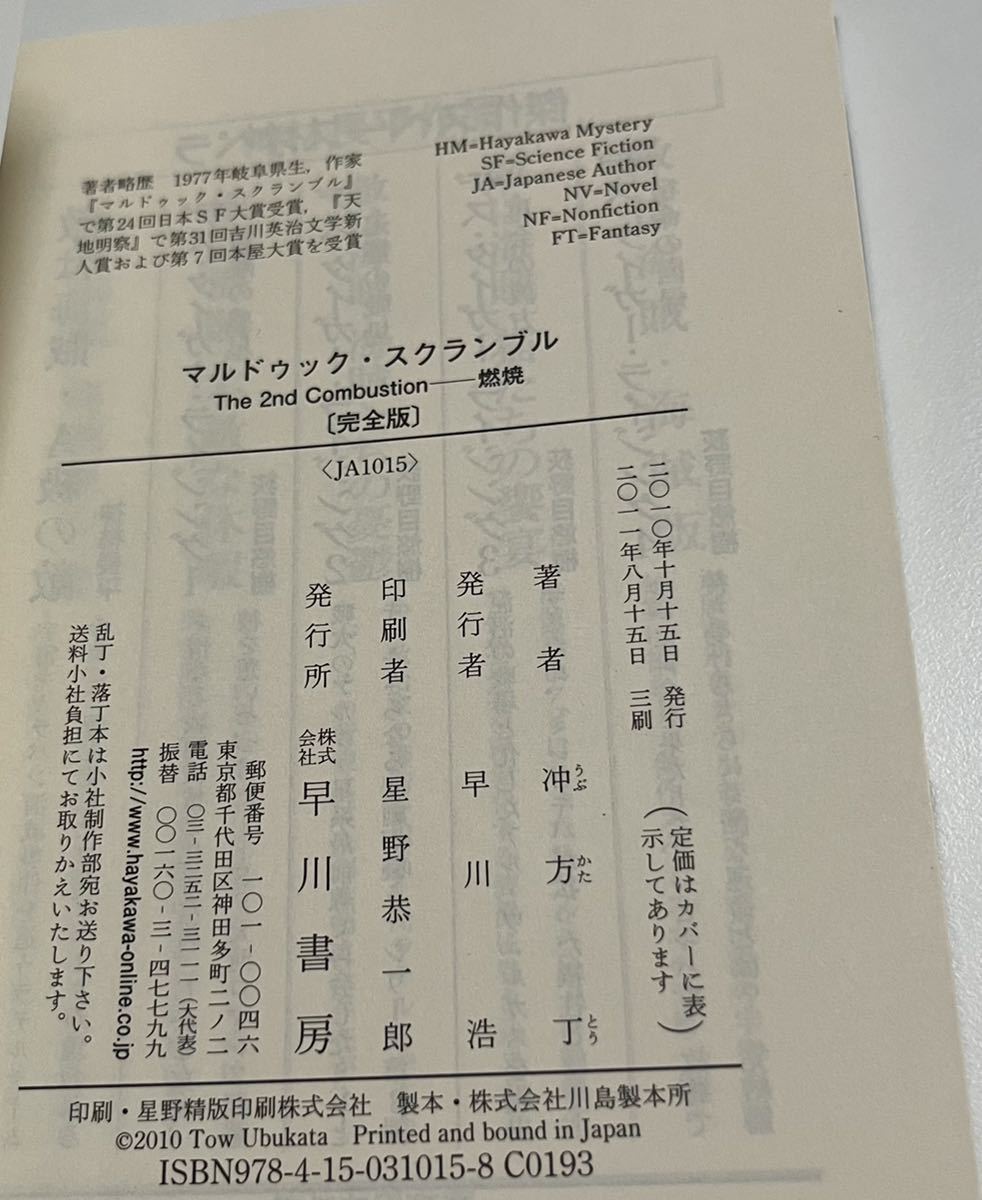 著者略歴　1977年岐阜県生，作家
『マルドゥック・スクランブル』
で第24回日本ＳＦ大賞受賞，『天
地明察』で第31回吉川英治文学新
人賞および第７回本屋大賞を受賞
HM=Hayakawa Mystery
SF=Science Fiction
JA=Japanese Author
NV=Novel
NF=Nonfiction
FT=Fantasy
マルドゥック・スクランブル
The 2nd Combustion――燃焼
〔完全版〕
〈JA1015〉
二〇一〇年十月十五日　発行
二〇一一年八月十五日　三刷
（定価はカバーに表
示してあります）
著者　冲方丁
うぶ かた とう
発行者　早川浩
印刷者　星野恭一郎
発行所　株式会社　早川書房
郵便番号　一〇一-〇〇四六
東京都千代田区神田多町二ノ二
電話　〇三-三二五二-三一一一（大代表）
振替　〇〇一六〇-三-四七七九九
http://www.hayakawa-online.co.jp
乱丁・落丁本は小社制作部宛お送り下さい。
送料小社負担にてお取りかえいたします。
印刷・星野精版印刷株式会社　製本・株式会社川島製本所
©2010 Tow Ubukata　Printed and bound in Japan
ISBN978-4-15-031015-8 C0193